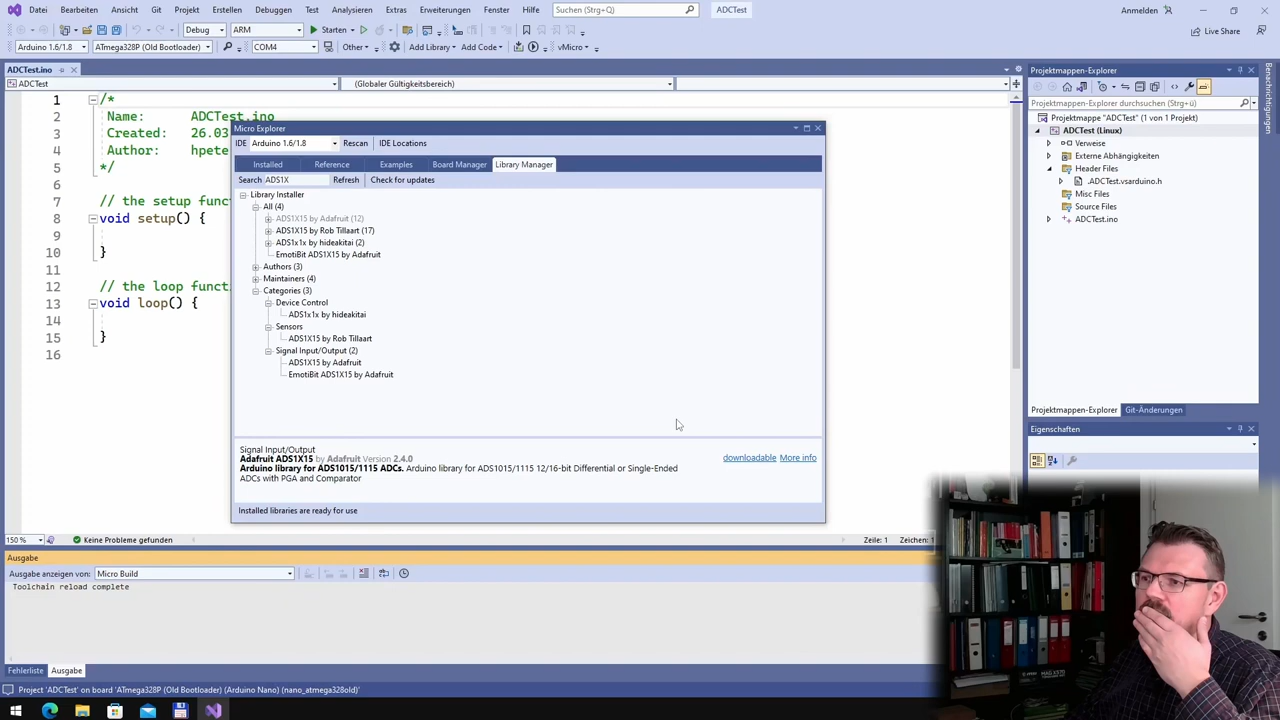 Datei Bearbeiten Ansicht Git Projekt Erstellen Debuggen Test Analysieren Extras Erweiterungen Fenster Hilfe Suchen (Strg+Q) ADCTest Anmelden
Debug ARM Starten Live Share
Arduino 1.6/1.8 ATmega328P (Old Bootloader) COM4 Other Add Library Add Code vMicro
ADCTest.ino
ADCTest (Globaler Gültigkeitsbereich)
1 /*
2 Name: ADCTest.ino
3 Created: 26.03
4 Author: hpete
5 */
6
7 // the setup func
8 void setup() {
9
10 }
11
12 // the loop functi
13 void loop() {
14
15 }
16
Micro Explorer
IDE Arduino 1.6/1.8 Rescan IDE Locations
Installed Reference Examples Board Manager Library Manager
Search ADS1X Refresh Check for updates
Library Installer
All (4)
ADS1X15 by Adafruit (12)
ADS1X15 by Rob Tillaart (17)
ADS1x1x by hideakitai (2)
EmotiBit ADS1X15 by Adafruit
Authors (3)
Maintainers (4)
Categories (3)
Device Control
ADS1x1x by hideakitai
Sensors
ADS1X15 by Rob Tillaart
Signal Input/Output (2)
ADS1X15 by Adafruit
EmotiBit ADS1X15 by Adafruit
Signal Input/Output
Adafruit ADS1X15 by Adafruit Version 2.4.0 downloadable More info
Arduino library for ADS1015/1115 ADCs. Arduino library for ADS1015/1115 12/16-bit Differential or Single-Ended
ADCs with PGA and Comparator
Installed libraries are ready for use
Projektmappen-Explorer
Projektmappen-Explorer durchsuchen (Strg+ü)
Projektmappe "ADCTest" (1 von 1 Projekt)
ADCTest (Linux)
Verweise
Externe Abhängigkeiten
Header Files
.ADCTest.vsarduino.h
Misc Files
Source Files
ADCTest.ino
Projektmappen-Explorer Git-Änderungen
Eigenschaften
Benachrichtigungen
150 % Keine Probleme gefunden Zeile: 1 Zeichen:
Ausgabe
Ausgabe anzeigen von: Micro Build
Toolchain reload complete
Fehlerliste Ausgabe
Project 'ADCTest' on board 'ATmega328P (Old Bootloader) (Arduino Nano) (nano_atmega328old)'